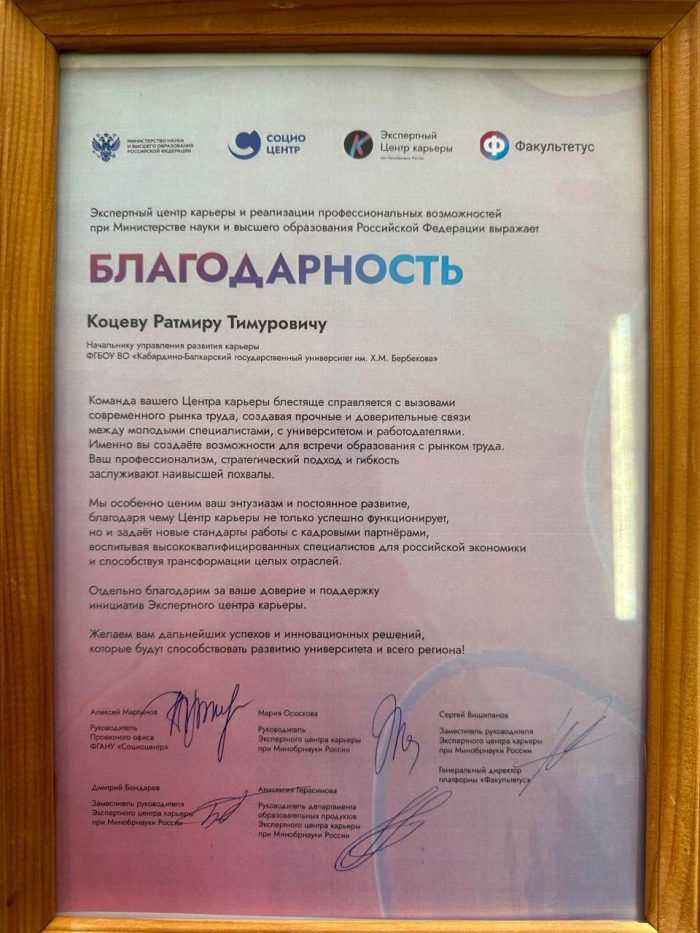 МИНИСТЕРСТВО НАУКИ
И ВЫСШЕГО ОБРАЗОВАНИЯ
РОССИЙСКОЙ ФЕДЕРАЦИИ
СОЦИО
ЦЕНТР
Экспертный
Центр карьеры
при Минобрнауки России
Факультетус
Экспертный центр карьеры и реализации профессиональных возможностей
при Министерстве науки и высшего образования Российской Федерации выражает
БЛАГОДАРНОСТЬ
Коцеву Ратмиру Тимуровичу
Начальнику управления развития карьеры
ФГБОУ ВО «Кабардино-Балкарский государственный университет им. Х.М. Бербекова»
Команда вашего Центра карьеры блестяще справляется с вызовами
современного рынка труда, создавая прочные и доверительные связи
между молодыми специалистами, с университетом и работодателями.
Именно вы создаёте возможности для встречи образования с рынком труда.
Ваш профессионализм, стратегический подход и гибкость
заслуживают наивысшей похвалы.
Мы особенно ценим ваш энтузиазм и постоянное развитие,
благодаря чему Центр карьеры не только успешно функционирует,
но и задаёт новые стандарты работы с кадровыми партнёрами,
воспитывая высококвалифицированных специалистов для российской экономики
и способствуя трансформации целых отраслей.
Отдельно благодарим за ваше доверие и поддержку
инициатив Экспертного центра карьеры.
Желаем вам дальнейших успехов и инновационных решений,
которые будут способствовать развитию университета и всего региона!
Алексей Мартынов
Руководитель
Проектного офиса
ФГАНУ «Социоцентр»
Мария Ососкова
Руководитель
Экспертного центра карьеры
при Минобрнауки России
Сергей Вищипанов
Заместитель руководителя
Экспертного центра карьеры
при Минобрнауки России
Генеральный директор
платформы «Факультетус»
Дмитрий Бондарев
Заместитель руководителя
Экспертного центра карьеры
при Минобрнауки России
Анастасия Герасимова
Руководитель департамента
образовательных продуктов
Экспертного центра карьеры
при Минобрнауки России